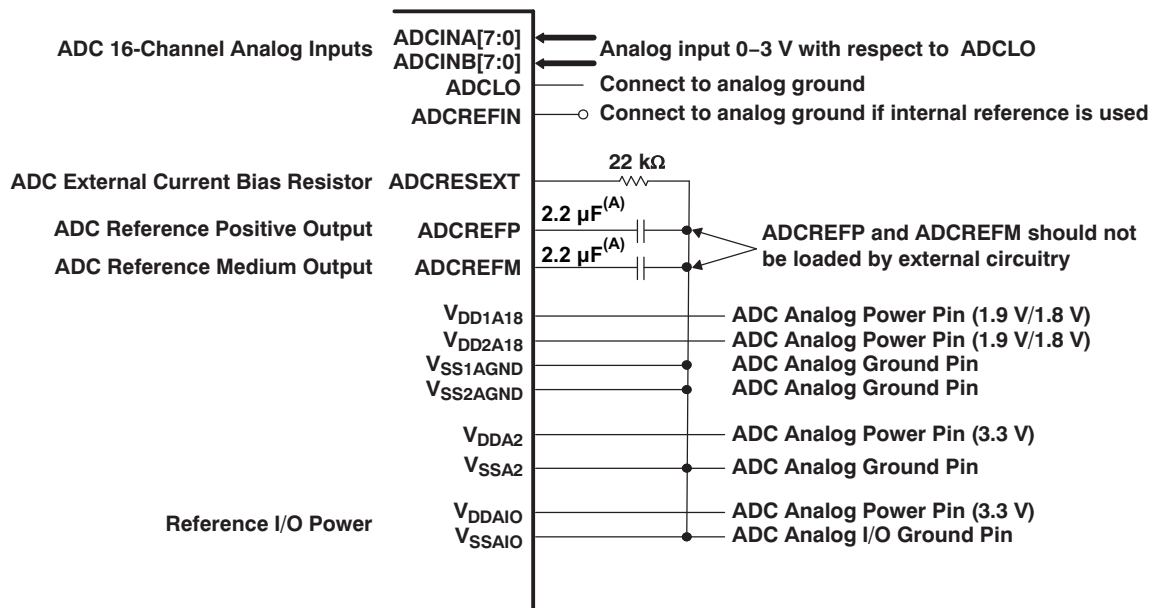 ADC 16-Channel Analog Inputs
ADCINA[7:0]
ADCINB[7:0]
Analog input 0–3 V with respect to ADCLO
ADCLO
Connect to analog ground
ADCREFIN
Connect to analog ground if internal reference is used
22 kΩ
ADC External Current Bias Resistor ADCRESEXT
2.2 µF(A)
ADC Reference Positive Output ADCREFP
2.2 µF(A)
ADC Reference Medium Output ADCREFM
ADCREFP and ADCREFM should not
be loaded by external circuitry
VDD1A18 ADC Analog Power Pin (1.9 V/1.8 V)
VDD2A18 ADC Analog Power Pin (1.9 V/1.8 V)
VSS1AGND ADC Analog Ground Pin
VSS2AGND ADC Analog Ground Pin
VDDA2 ADC Analog Power Pin (3.3 V)
VSSA2 ADC Analog Ground Pin
Reference I/O Power
VDDAIO ADC Analog Power Pin (3.3 V)
VSSAIO ADC Analog I/O Ground Pin